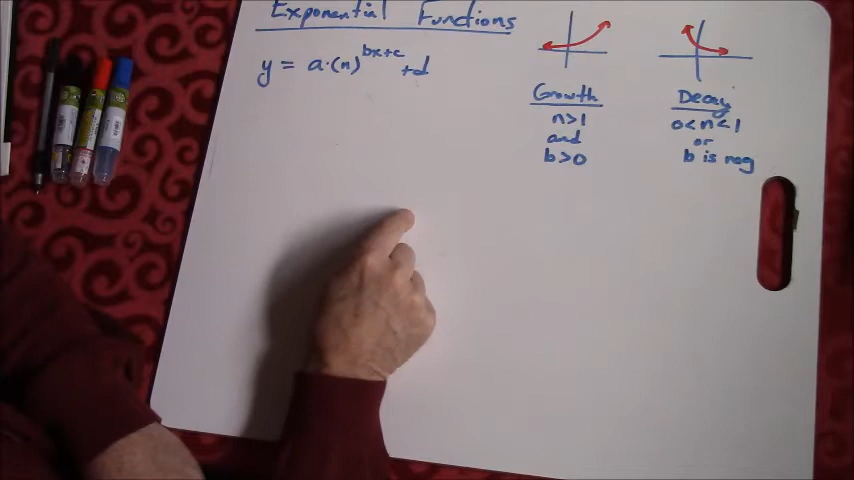 Exponential Functions
y = a·(n)^bx+c +d
Growth
n>1
and
b>0
Decay
0<n<1
or
b is neg